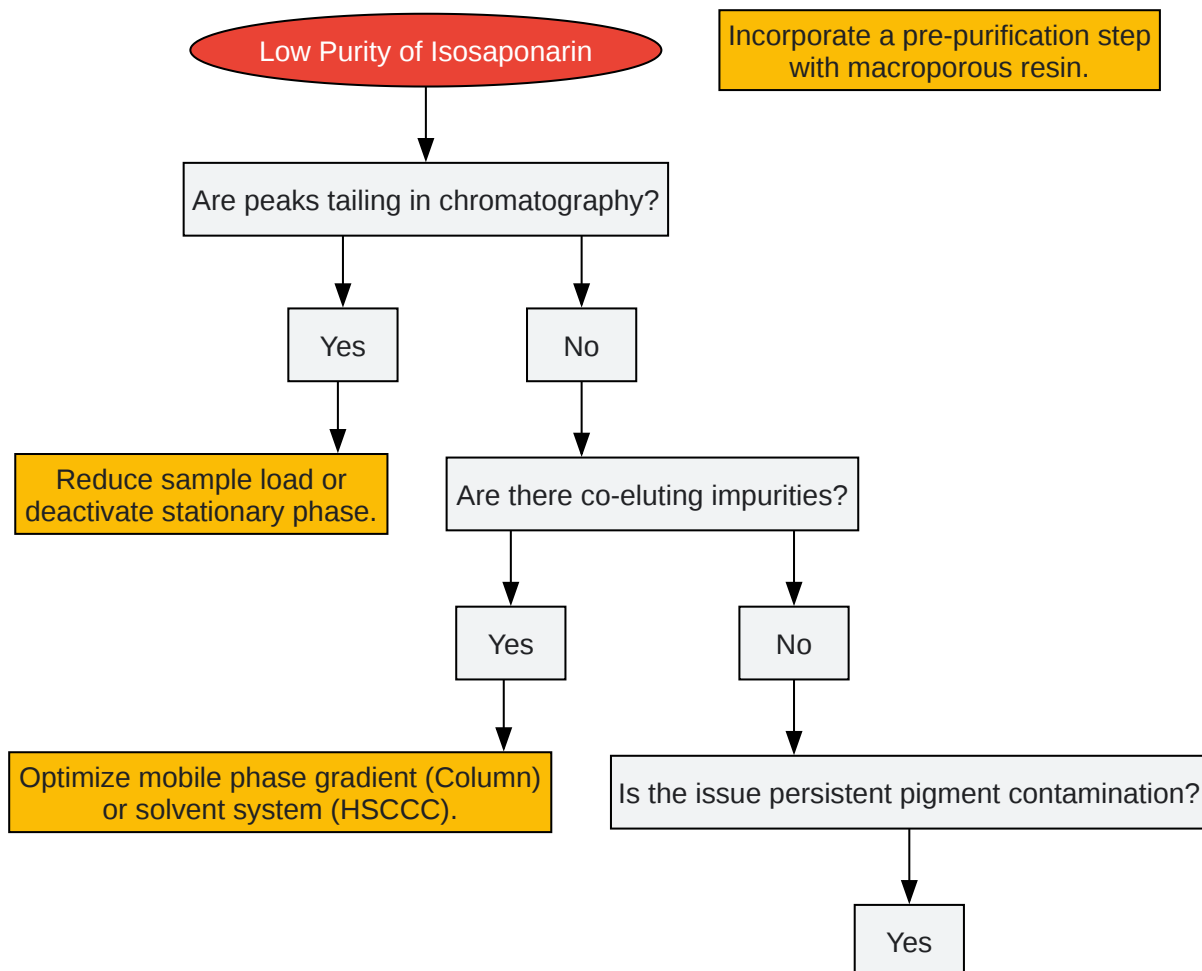 Low Purity of Isosaponarin
Incorporate a pre-purification step
with macroporous resin.
Are peaks tailing in chromatography?
Yes
No
Reduce sample load or
deactivate stationary phase.
Are there co-eluting impurities?
Yes
No
Optimize mobile phase gradient (Column)
or solvent system (HSCCC).
Is the issue persistent pigment contamination?
Yes